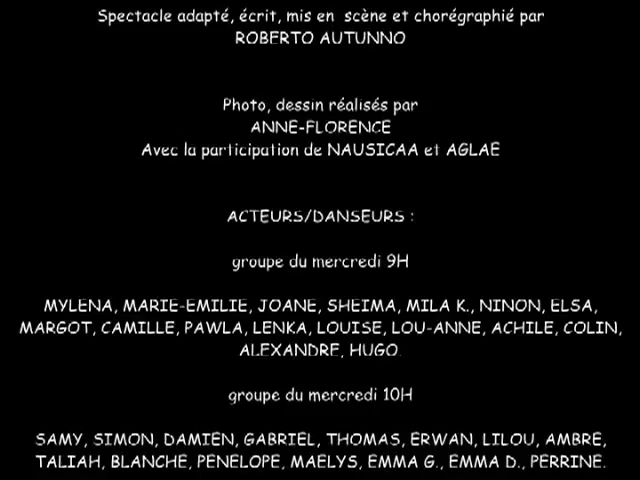 Spectacle adapté, écrit, mis en scène et chorégraphié par
ROBERTO AUTUNNO
Photo, dessin réalisés par
ANNE-FLORENCE
Avec la participation de NAUSICAA et AGLAE
ACTEURS/DANSEURS :
groupe du mercredi 9H
MYLENA, MARIE-EMILIE, JOANE, SHEIMA, MILA K., NINON, ELSA,
MARGOT, CAMILLE, PAWLA, LENKA, LOUISE, LOU-ANNE, ACHILE, COLIN,
ALEXANDRE, HUGO.
groupe du mercredi 10H
SAMY, SIMON, DAMIEN, GABRIEL, THOMAS, ERWAN, LILOU, AMBRE,
TALIAH, BLANCHE, PENELOPE, MAELYS, EMMA G., EMMA D., PERRINE.